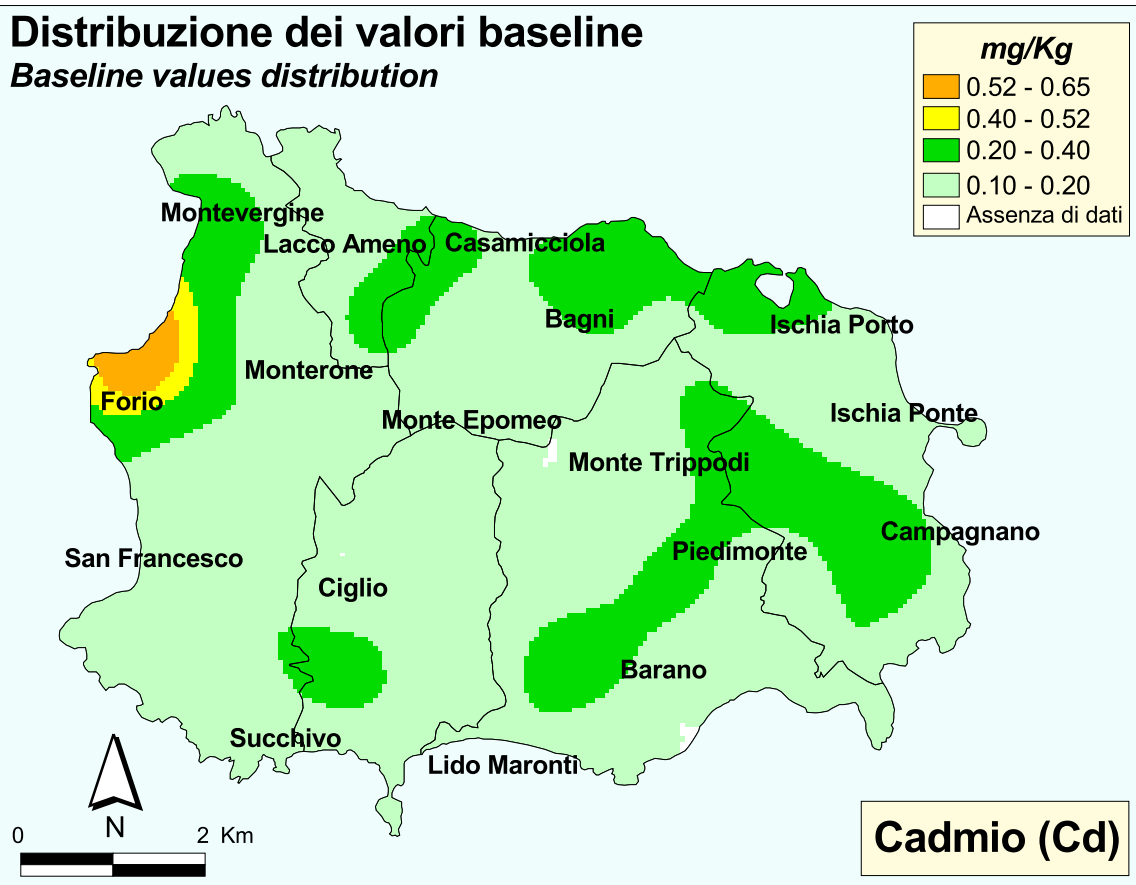 Distribuzione dei valori baseline
Baseline values distribution
mg/Kg
0.52 - 0.65
0.40 - 0.52
0.20 - 0.40
0.10 - 0.20
Assenza di dati
Montevergine
Lacco Ameno
Casamicciola
Bagni
Ischia Porto
Monterone
Forio
Monte Epomeo
Ischia Ponte
Monte Trippodi
Campagnano
San Francesco
Piedimonte
Ciglio
Barano
Succhivo
Lido Maronti
N
0 2 Km
Cadmio (Cd)